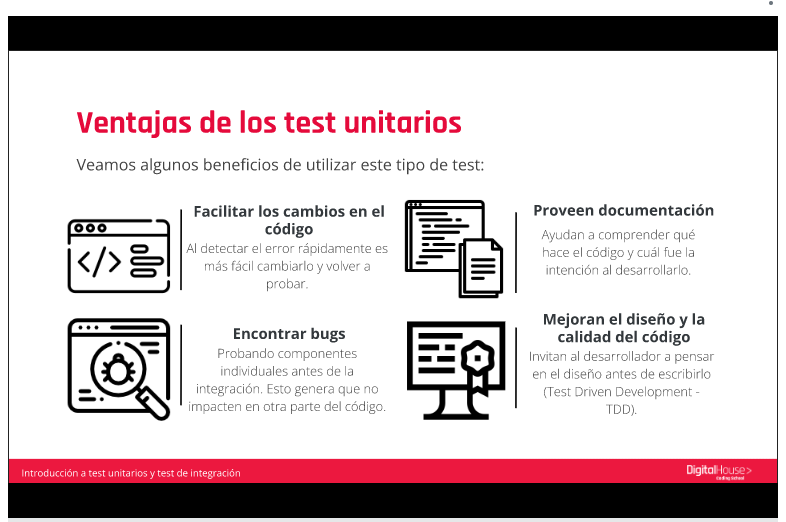 Ventajas de los test unitarios
Veamos algunos beneficios de utilizar este tipo de test:
Facilitar los cambios en el
código
Al detectar el error rápidamente es
más fácil cambiarlo y volver a
probar.
Proveen documentación
Ayudan a comprender qué
hace el código y cuál fue la
intención al desarrollarlo.
Encontrar bugs
Probando componentes
individuales antes de la
integración. Esto genera que no
impacten en otra parte del código.
Mejoran el diseño y la
calidad del código
Invitan al desarrollador a pensar
en el diseño antes de escribirlo
(Test Driven Development -
TDD).
Introducción a test unitarios y test de integración
DigitalHouse>
Coding School